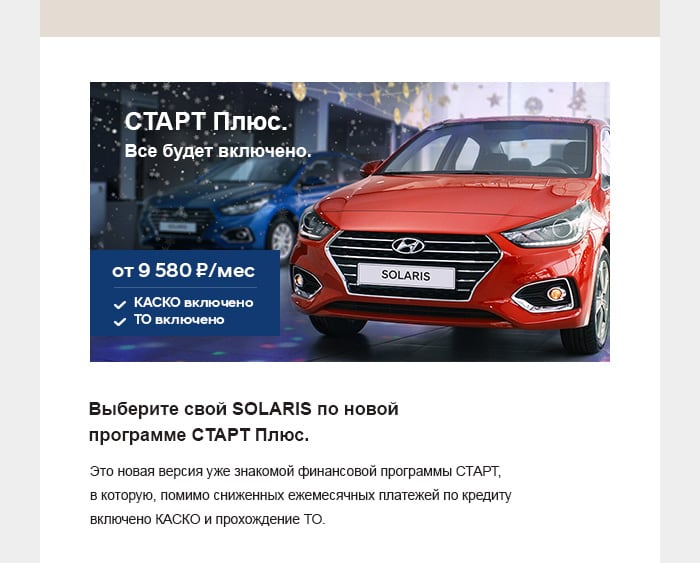 СТАРТ Плюс.
Все будет включено.
SOLARIS
от 9 580 ₽/мес
КАСКО включено
ТО включено
Выберите свой SOLARIS по новой
программе СТАРТ Плюс.
Это новая версия уже знакомой финансовой программы СТАРТ,
в которую, помимо сниженных ежемесячных платежей по кредиту
включено КАСКО и прохождение ТО.